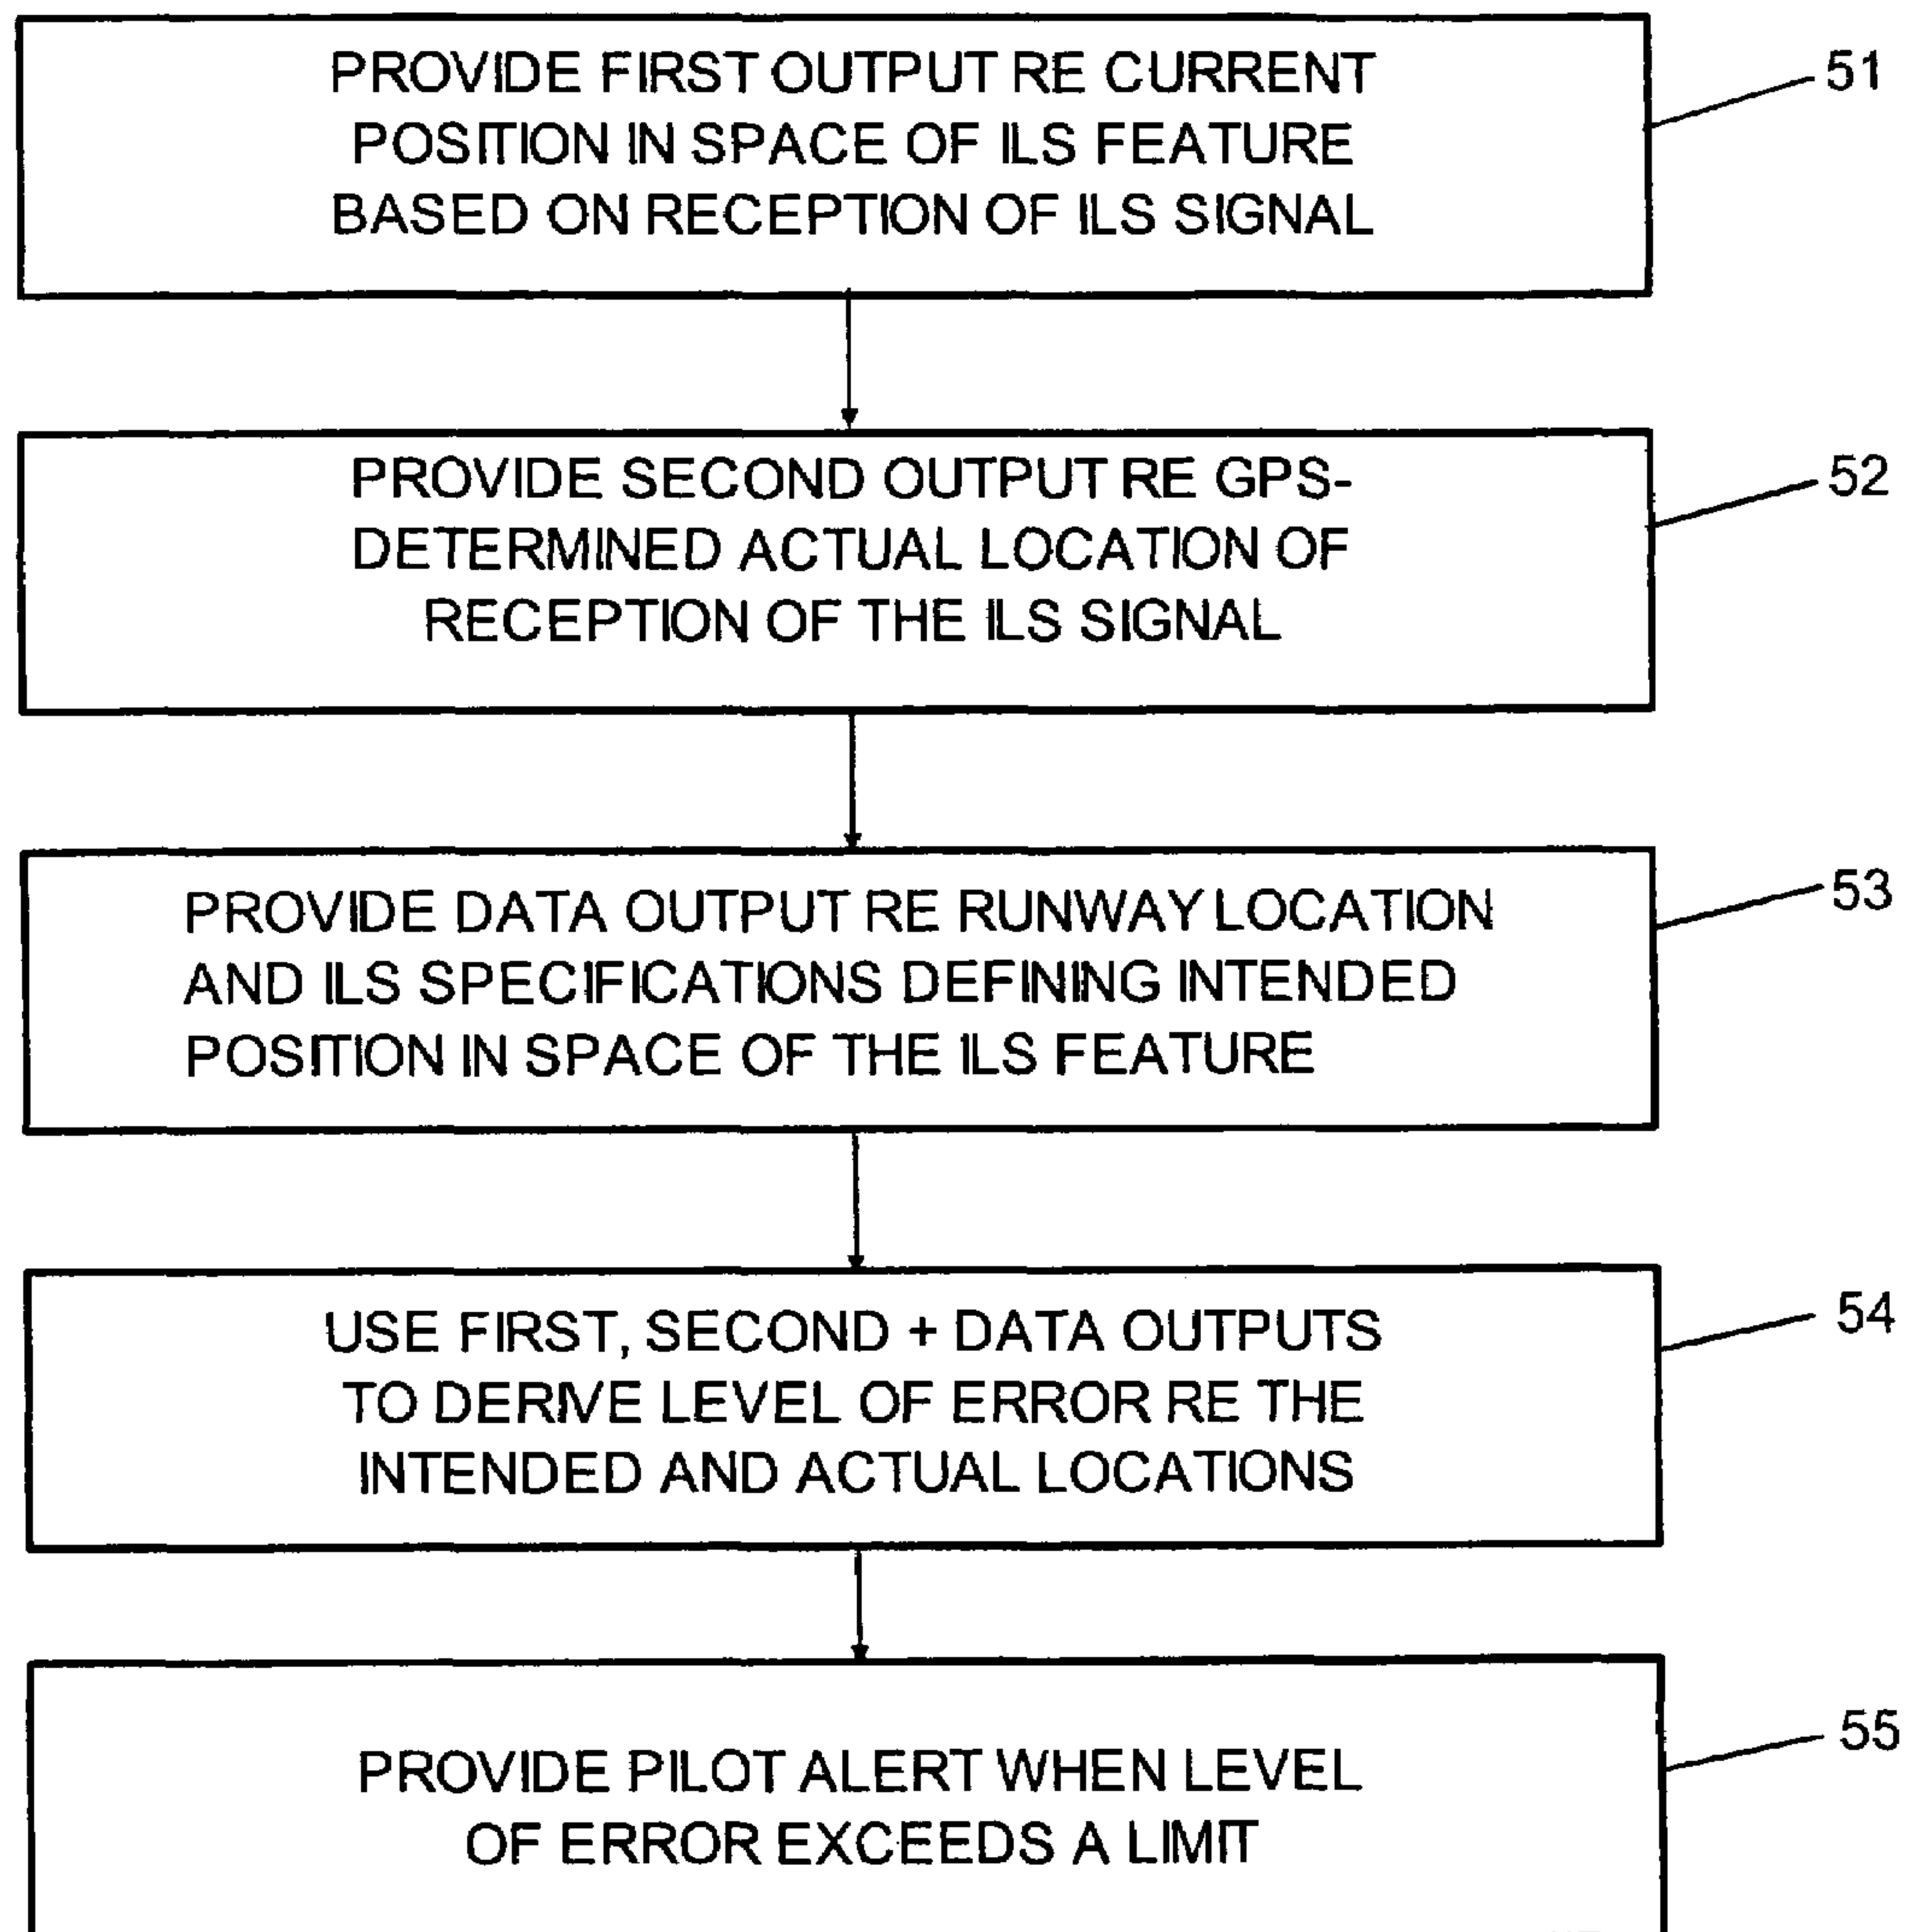 PROVIDE FIRST OUTPUT RE CURRENT
POSITION IN SPACE OF ILS FEATURE
BASED ON RECEPTION OF ILS SIGNAL
51
PROVIDE SECOND OUTPUT RE GPS-
DETERMINED ACTUAL LOCATION OF
RECEPTION OF THE ILS SIGNAL
52
PROVIDE DATA OUTPUT RE RUNWAY LOCATION
AND ILS SPECIFICATIONS DEFINING INTENDED
POSITION IN SPACE OF THE ILS FEATURE
53
USE FIRST, SECOND + DATA OUTPUTS
TO DERIVE LEVEL OF ERROR RE THE
INTENDED AND ACTUAL LOCATIONS
54
PROVIDE PILOT ALERT WHEN LEVEL
OF ERROR EXCEEDS A LIMIT
55